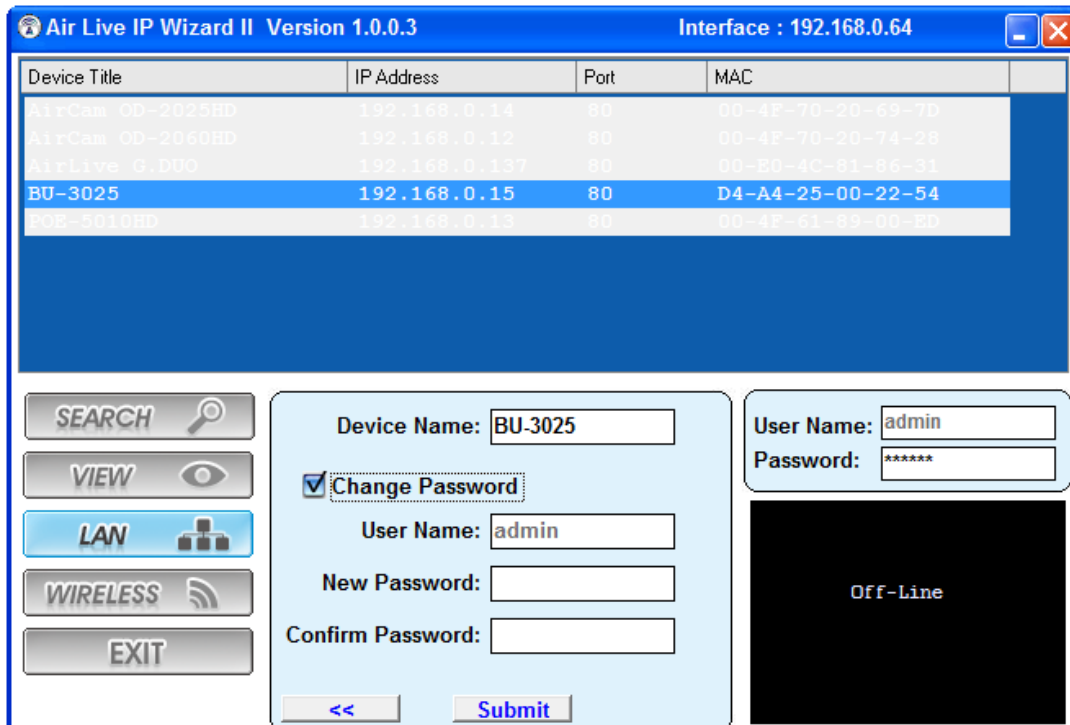 Air Live IP Wizard II Version 1.0.0.3 Interface : 192.168.0.64
Device Title IP Address Port MAC
AirCam OD-2025HD 192.168.0.14 80 00-4F-70-20-69-7D
AirCam OD-2060HD 192.168.0.12 80 00-4F-70-20-74-28
AirLive G.DUO 192.168.0.137 80 00-E0-4C-81-86-31
BU-3025 192.168.0.15 80 D4-A4-25-00-22-54
POE-5010HD 192.168.0.13 80 00-4F-61-89-00-ED
SEARCH
VIEW
LAN
WIRELESS
EXIT
Device Name: BU-3025
Change Password
User Name: admin
New Password:
Confirm Password:
<< Submit
User Name: admin
Password: ******
Off-Line